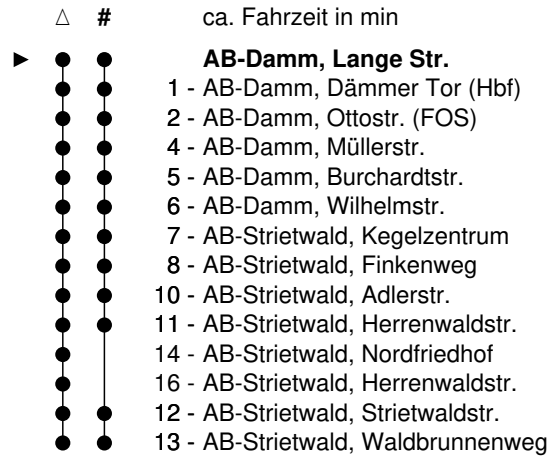 △ # ca. Fahrzeit in min
AB-Damm, Lange Str.
1 - AB-Damm, Dämmer Tor (Hbf)
2 - AB-Damm, Ottostr. (FOS)
4 - AB-Damm, Müllerstr.
5 - AB-Damm, Burchardtstr.
6 - AB-Damm, Wilhelmstr.
7 - AB-Strietwald, Kegelzentrum
8 - AB-Strietwald, Finkenweg
10 - AB-Strietwald, Adlerstr.
11 - AB-Strietwald, Herrenwaldstr.
14 - AB-Strietwald, Nordfriedhof
16 - AB-Strietwald, Herrenwaldstr.
12 - AB-Strietwald, Strietwaldstr.
13 - AB-Strietwald, Waldbrunnenweg